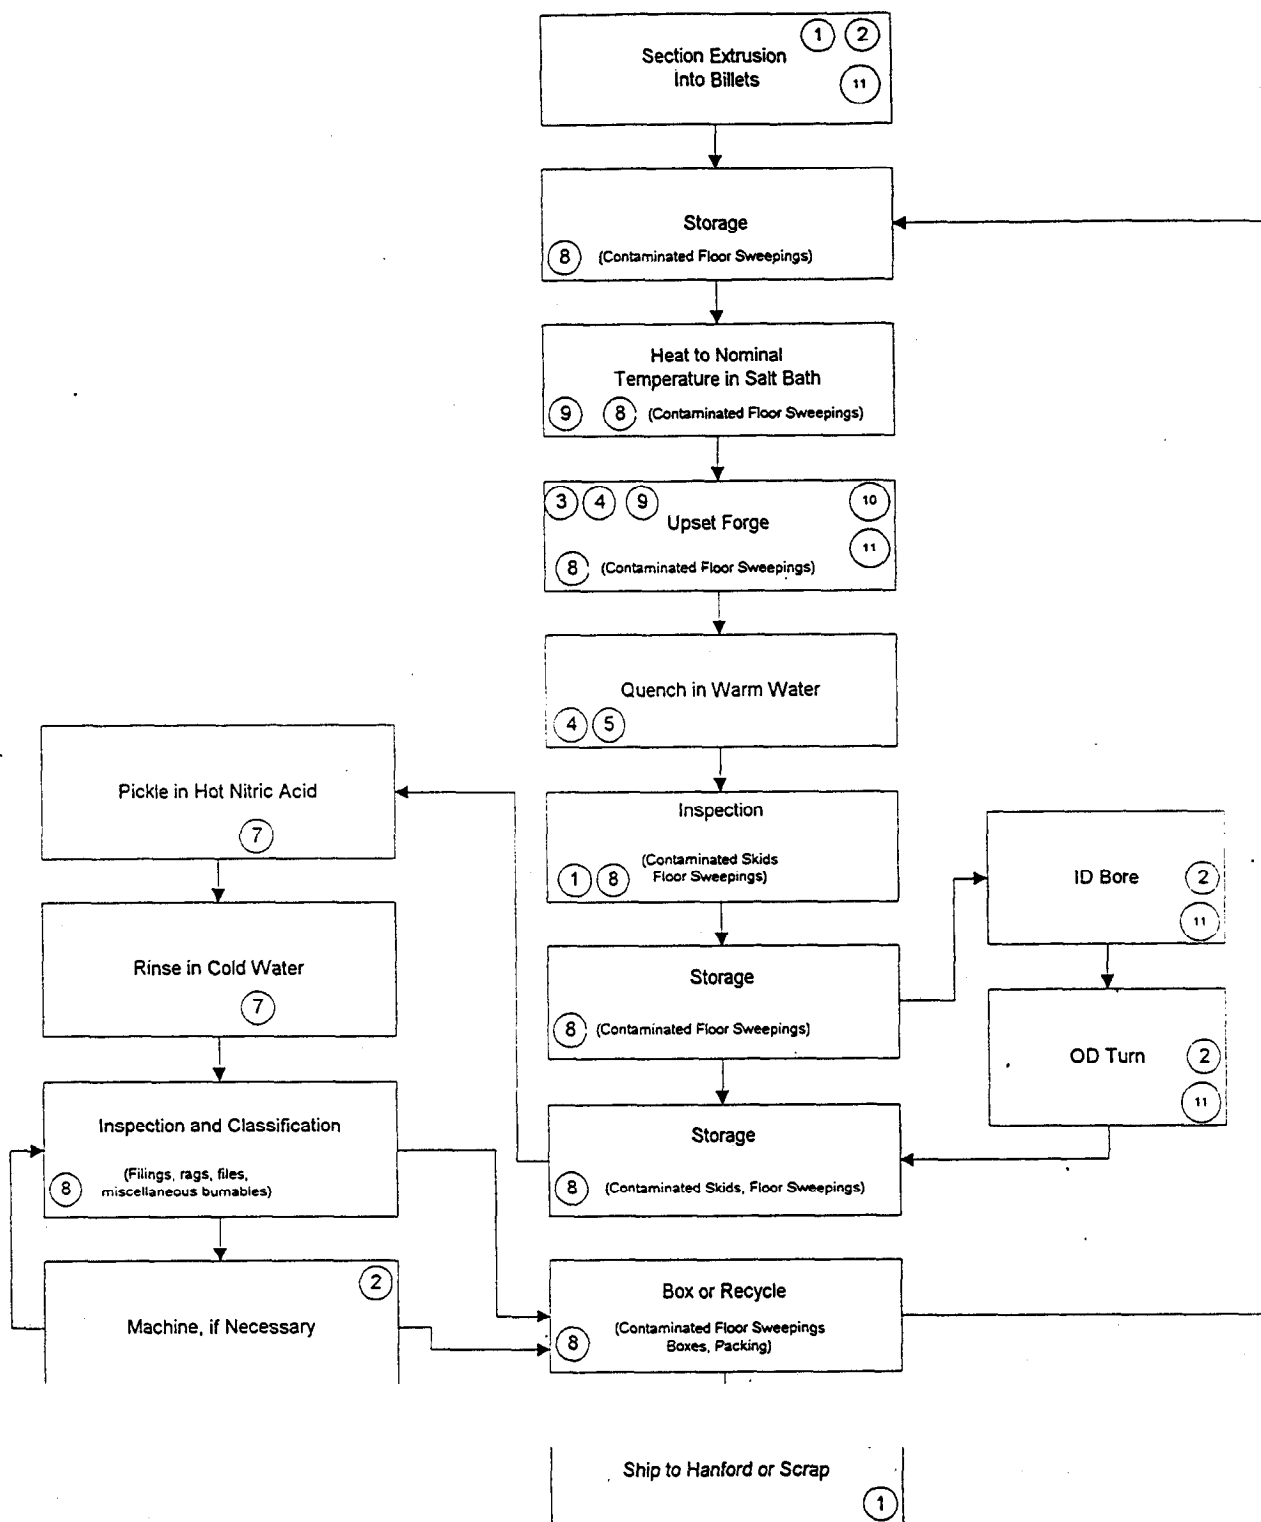 1 2
Section Extrusion
Into Billets
11
Storage
8 (Contaminated Floor Sweepings)
Heat to Nominal
Temperature in Salt Bath
9 8 (Contaminated Floor Sweepings)
3 4 9 10
Upset Forge
11
8 (Contaminated Floor Sweepings)
Quench in Warm Water
4 5
Inspection
(Contaminated Skids
Floor Sweepings)
1 8
Storage
8 (Contaminated Floor Sweepings)
ID Bore 2
11
OD Turn 2
11
Storage
8 (Contaminated Skids, Floor Sweepings)
Pickle in Hot Nitric Acid
7
Rinse in Cold Water
7
Inspection and Classification
(Filings, rags, files,
8 miscellaneous burnables)
2
Machine, if Necessary
Box or Recycle
(Contaminated Floor Sweepings
8 Boxes, Packing)
Ship to Hanford or Scrap
1